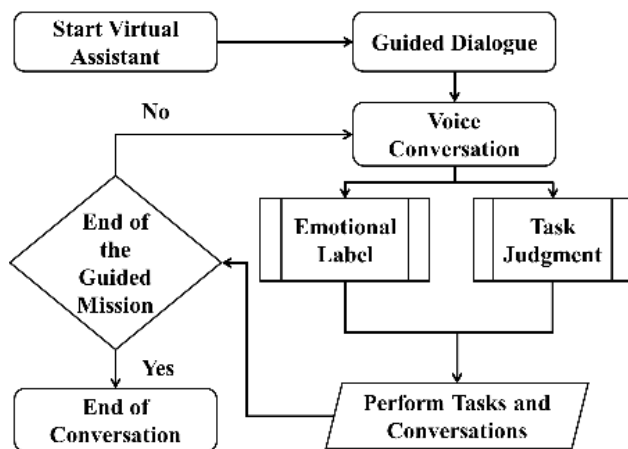 Start Virtual
Assistant
Guided Dialogue
No
Voice
Conversation
End of
the
Guided
Mission
Emotional
Label
Task
Judgment
Yes
End of
Conversation
Perform Tasks and
Conversations